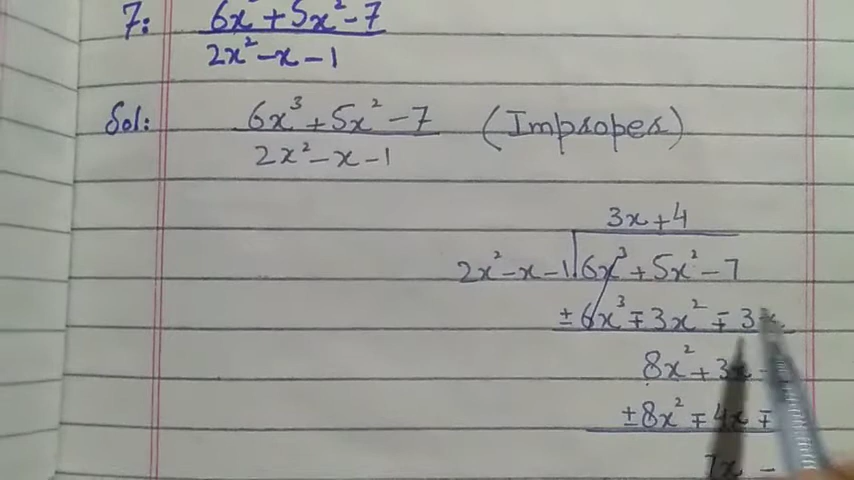 7: 6x³ + 5x² - 7
2x² - x - 1
Sol: 6x³ + 5x² - 7 (Improper)
2x² - x - 1
3x + 4
2x² - x - 1 6x³ + 5x² - 7
± 6x³ ∓ 3x² ∓ 3x
8x² + 3x -
± 8x² ∓ 4x ∓
7x -